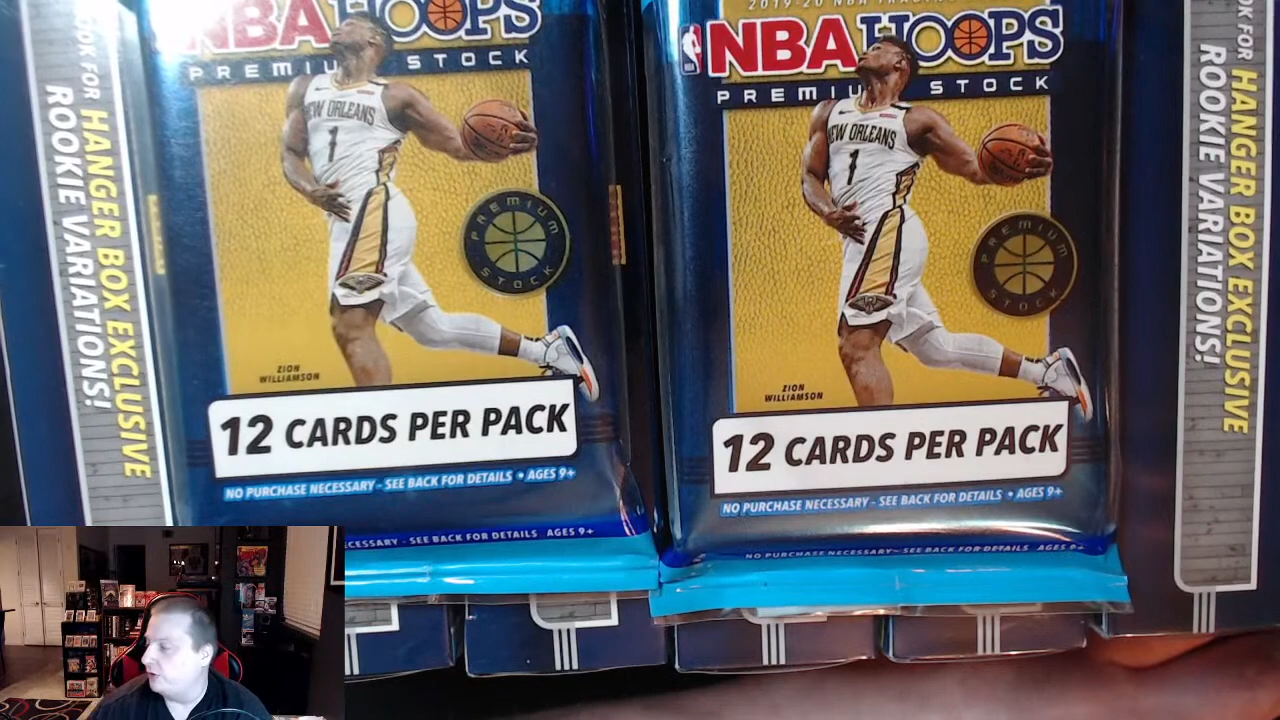 OK FOR HANGER BOX EXCLUSIVE
ROOKIE VARIATIONS!
NBA HOOPS
PREMIUM STOCK
NEW ORLEANS
1
PREMIUM
STOCK
ZION
WILLIAMSON
12 CARDS PER PACK
NO PURCHASE NECESSARY - SEE BACK FOR DETAILS • AGES 9+
CESSARY - SEE BACK FOR DETAILS AGES 9+
2019-20 NBA TRADING
NBA HOOPS
PREMIUM STOCK
NEW ORLEANS
1
PREMIUM
STOCK
ZION
WILLIAMSON
12 CARDS PER PACK
NO PURCHASE NECESSARY - SEE BACK FOR DETAILS • AGES 9+
NO PURCHASE NECESSARY - SEE BACK FOR DETAILS AGES 9+
OK FOR HANGER BOX EXCLUSIVE
ROOKIE VARIATIONS!